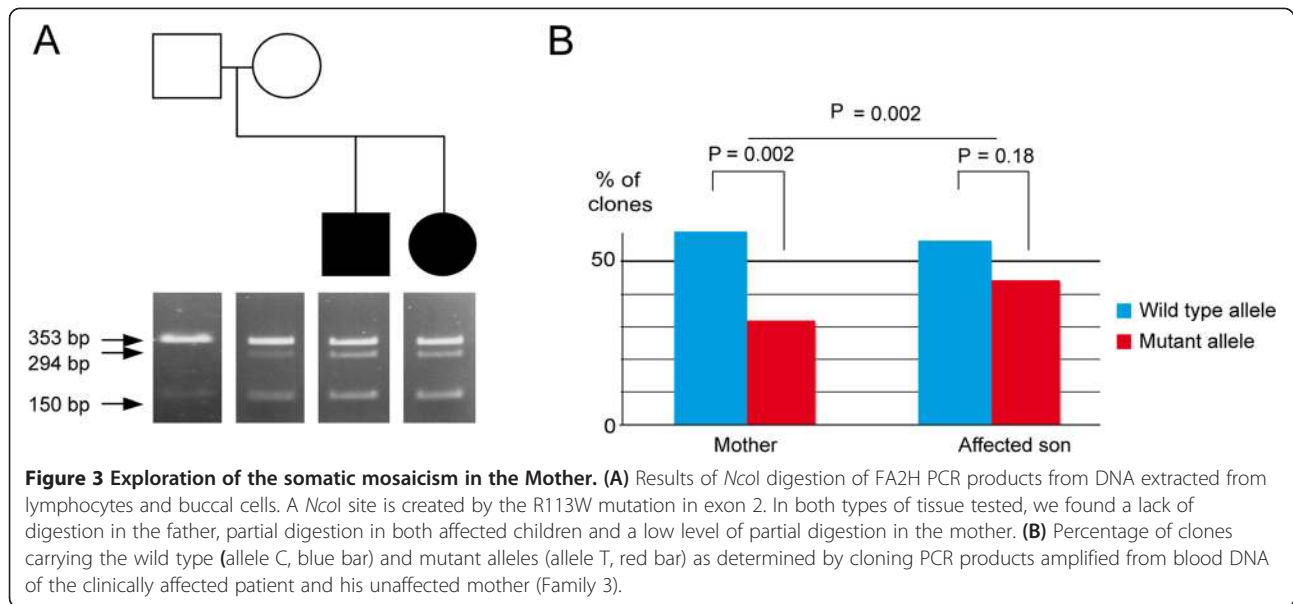 A
B
353 bp
294 bp
150 bp
P = 0.002
P = 0.002
P = 0.18
% of
clones
50
0
Mother
Affected son
Wild type allele
Mutant allele
Figure 3 Exploration of the somatic mosaicism in the Mother. (A) Results of NcoI digestion of FA2H PCR products from DNA extracted from
lymphocytes and buccal cells. A NcoI site is created by the R113W mutation in exon 2. In both types of tissue tested, we found a lack of
digestion in the father, partial digestion in both affected children and a low level of partial digestion in the mother. (B) Percentage of clones
carrying the wild type (allele C, blue bar) and mutant alleles (allele T, red bar) as determined by cloning PCR products amplified from blood DNA
of the clinically affected patient and his unaffected mother (Family 3).